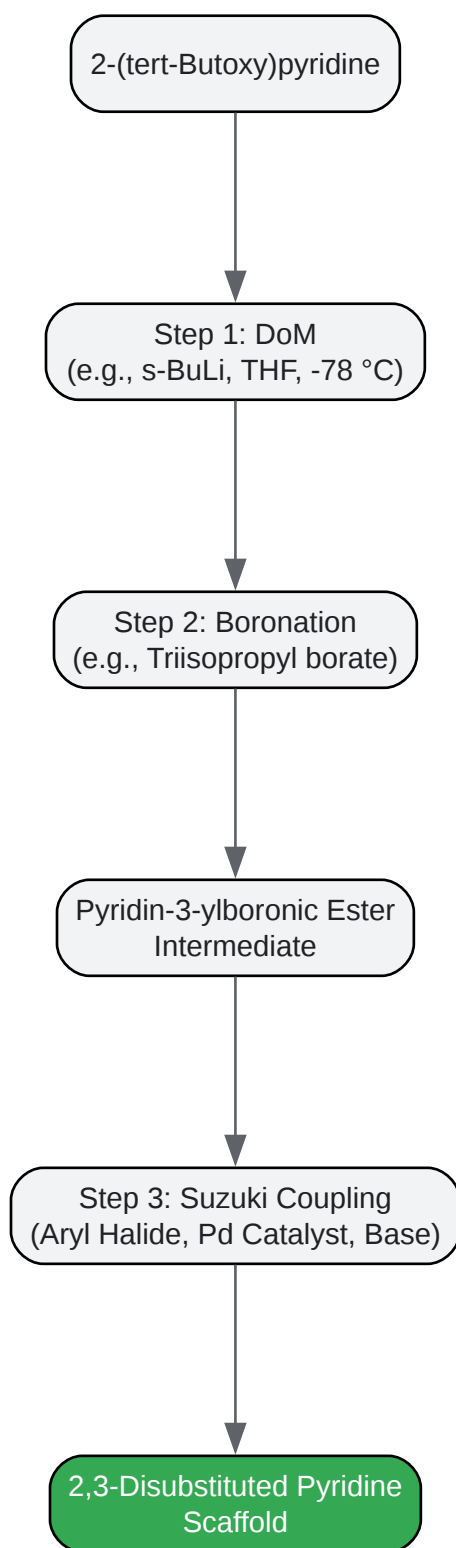 2-(tert-Butoxy)pyridine
Step 1: DoM
(e.g., s-BuLi, THF, -78 °C)
Step 2: Boronation
(e.g., Triisopropyl borate)
Pyridin-3-ylboronic Ester
Intermediate
Step 3: Suzuki Coupling
(Aryl Halide, Pd Catalyst, Base)
2,3-Disubstituted Pyridine
Scaffold